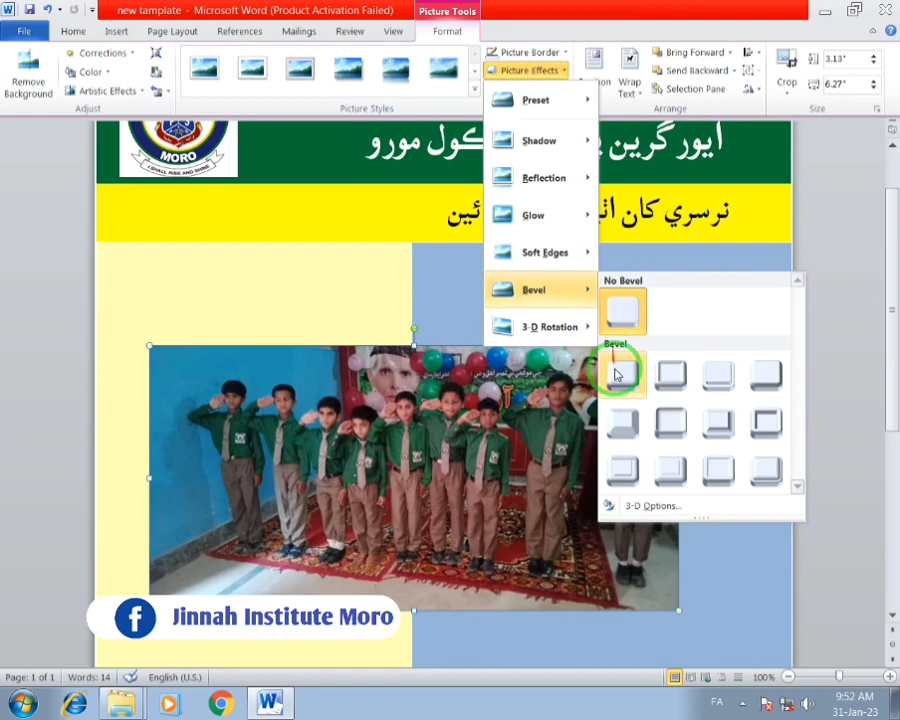 new tamplate - Microsoft Word (Product Activation Failed)
Picture Tools
File
Home
Insert
Page Layout
References
Mailings
Review
View
Format
Remove Background
Corrections
Color
Artistic Effects
Adjust
Picture Styles
Picture Border
Picture Effects
Wrap Text
Bring Forward
Send Backward
Selection Pane
Arrange
Crop
3.13"
6.27"
Size
Preset
Shadow
Reflection
Glow
Soft Edges
Bevel
3-D Rotation
No Bevel
Bevel
3-D Options...
MORO
ايور گرين
ڪول مورو
نرسري کان
ئين
Jinnah Institute Moro
Page: 1 of 1
Words: 14
English (U.S.)
100%
FA
9:52 AM
31-Jan-23